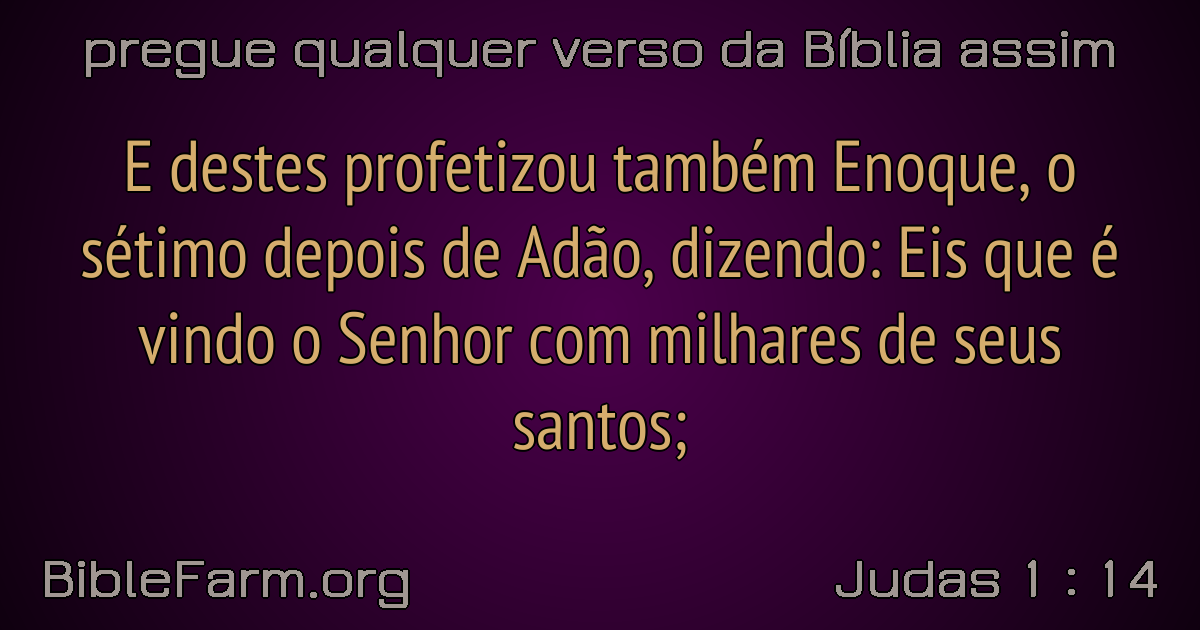 pregue qualquer verso da Bíblia assim
E destes profetizou também Enoque, o
sétimo depois de Adão, dizendo: Eis que é
vindo o Senhor com milhares de seus
santos;
BibleFarm.org
Judas 1 : 14